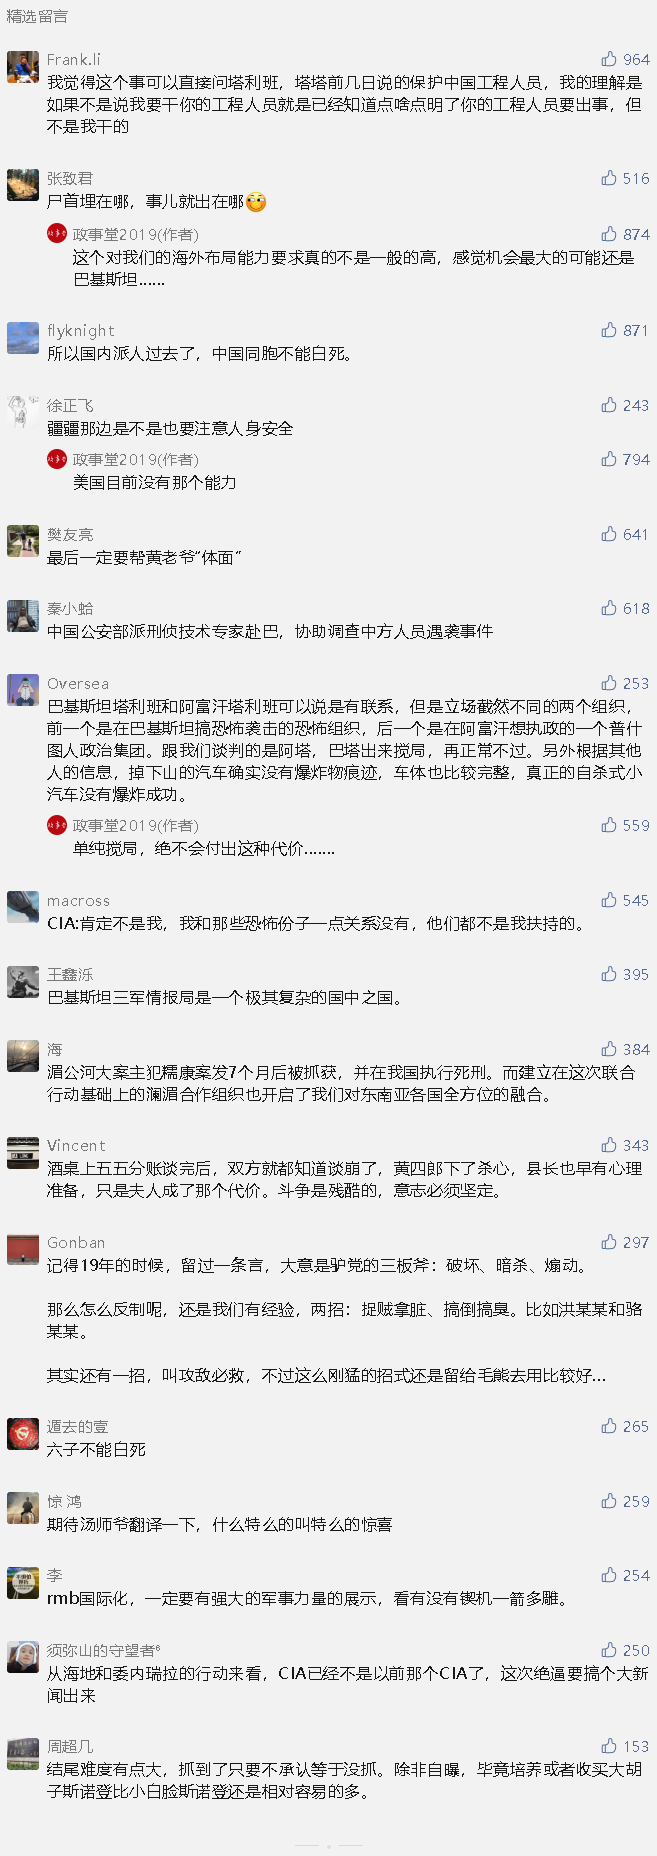 精选留言
Frank.li 964
我觉得这个事可以直接问塔利班，塔塔前几日说的保护中国工程人员，我的理解是
如果不是说我要干你的工程人员就是已经知道点啥点明了你的工程人员要出事，但
不是我干的
张致君 516
尸首埋在哪，事儿就出在哪
政事堂2019(作者) 874
这个对我们的海外布局能力要求真的不是一般的高，感觉机会最大的可能还是
巴基斯坦......
flyknight 871
所以国内派人过去了，中国同胞不能白死。
徐正飞 243
疆疆那边是不是也要注意人身安全
政事堂2019(作者) 794
美国目前没有那个能力
樊友亮 641
最后一定要帮黄老爷“体面”
秦小蛤 618
中国公安部派刑侦技术专家赴巴，协助调查中方人员遇袭事件
Oversea 253
巴基斯坦塔利班和阿富汗塔利班可以说是有联系，但是立场截然不同的两个组织，
前一个是在巴基斯坦搞恐怖袭击的恐怖组织，后一个是在阿富汗想执政的一个普什
图人政治集团。跟我们谈判的是阿塔，巴塔出来搅局，再正常不过。另外根据其他
人的信息，掉下山的汽车确实没有爆炸物痕迹，车体也比较完整，真正的自杀式小
汽车没有爆炸成功。
政事堂2019(作者) 559
单纯搅局，绝不会付出这种代价.......
macross 545
CIA:肯定不是我，我和那些恐怖份子一点关系没有，他们都不是我扶持的。
王鑫泺 395
巴基斯坦三军情报局是一个极其复杂的国中之国。
海 384
湄公河大案主犯糯康案发7个月后被抓获，并在我国执行死刑。而建立在这次联合
行动基础上的澜湄合作组织也开启了我们对东南亚各国全方位的融合。
Vincent 343
酒桌上五五分账谈完后，双方就都知道谈崩了，黄四郎下了杀心，县长也早有心理
准备，只是夫人成了那个代价。斗争是残酷的，意志必须坚定。
Gonban 297
记得19年的时候，留过一条言，大意是驴党的三板斧：破坏、暗杀、煽动。
那么怎么反制呢，还是我们有经验，两招：捉贼拿脏、搞倒搞臭。比如洪某某和骆
某某。
其实还有一招，叫攻敌必救，不过这么刚猛的招式还是留给毛熊去用比较好...
遁去的壹 265
六子不能白死
惊 鸿 259
期待汤师爷翻译一下，什么特么的叫特么的惊喜
李 254
rmb国际化，一定要有强大的军事力量的展示，看有没有锲机一箭多雕。
须弥山的守望者⁶ 250
从海地和委内瑞拉的行动来看，CIA已经不是以前那个CIA了，这次绝逼要搞个大新
闻出来
周超几 153
结尾难度有点大，抓到了只要不承认等于没抓。除非自曝，毕竟培养或者收买大胡
子斯诺登比小白脸斯诺登还是相对容易的多。